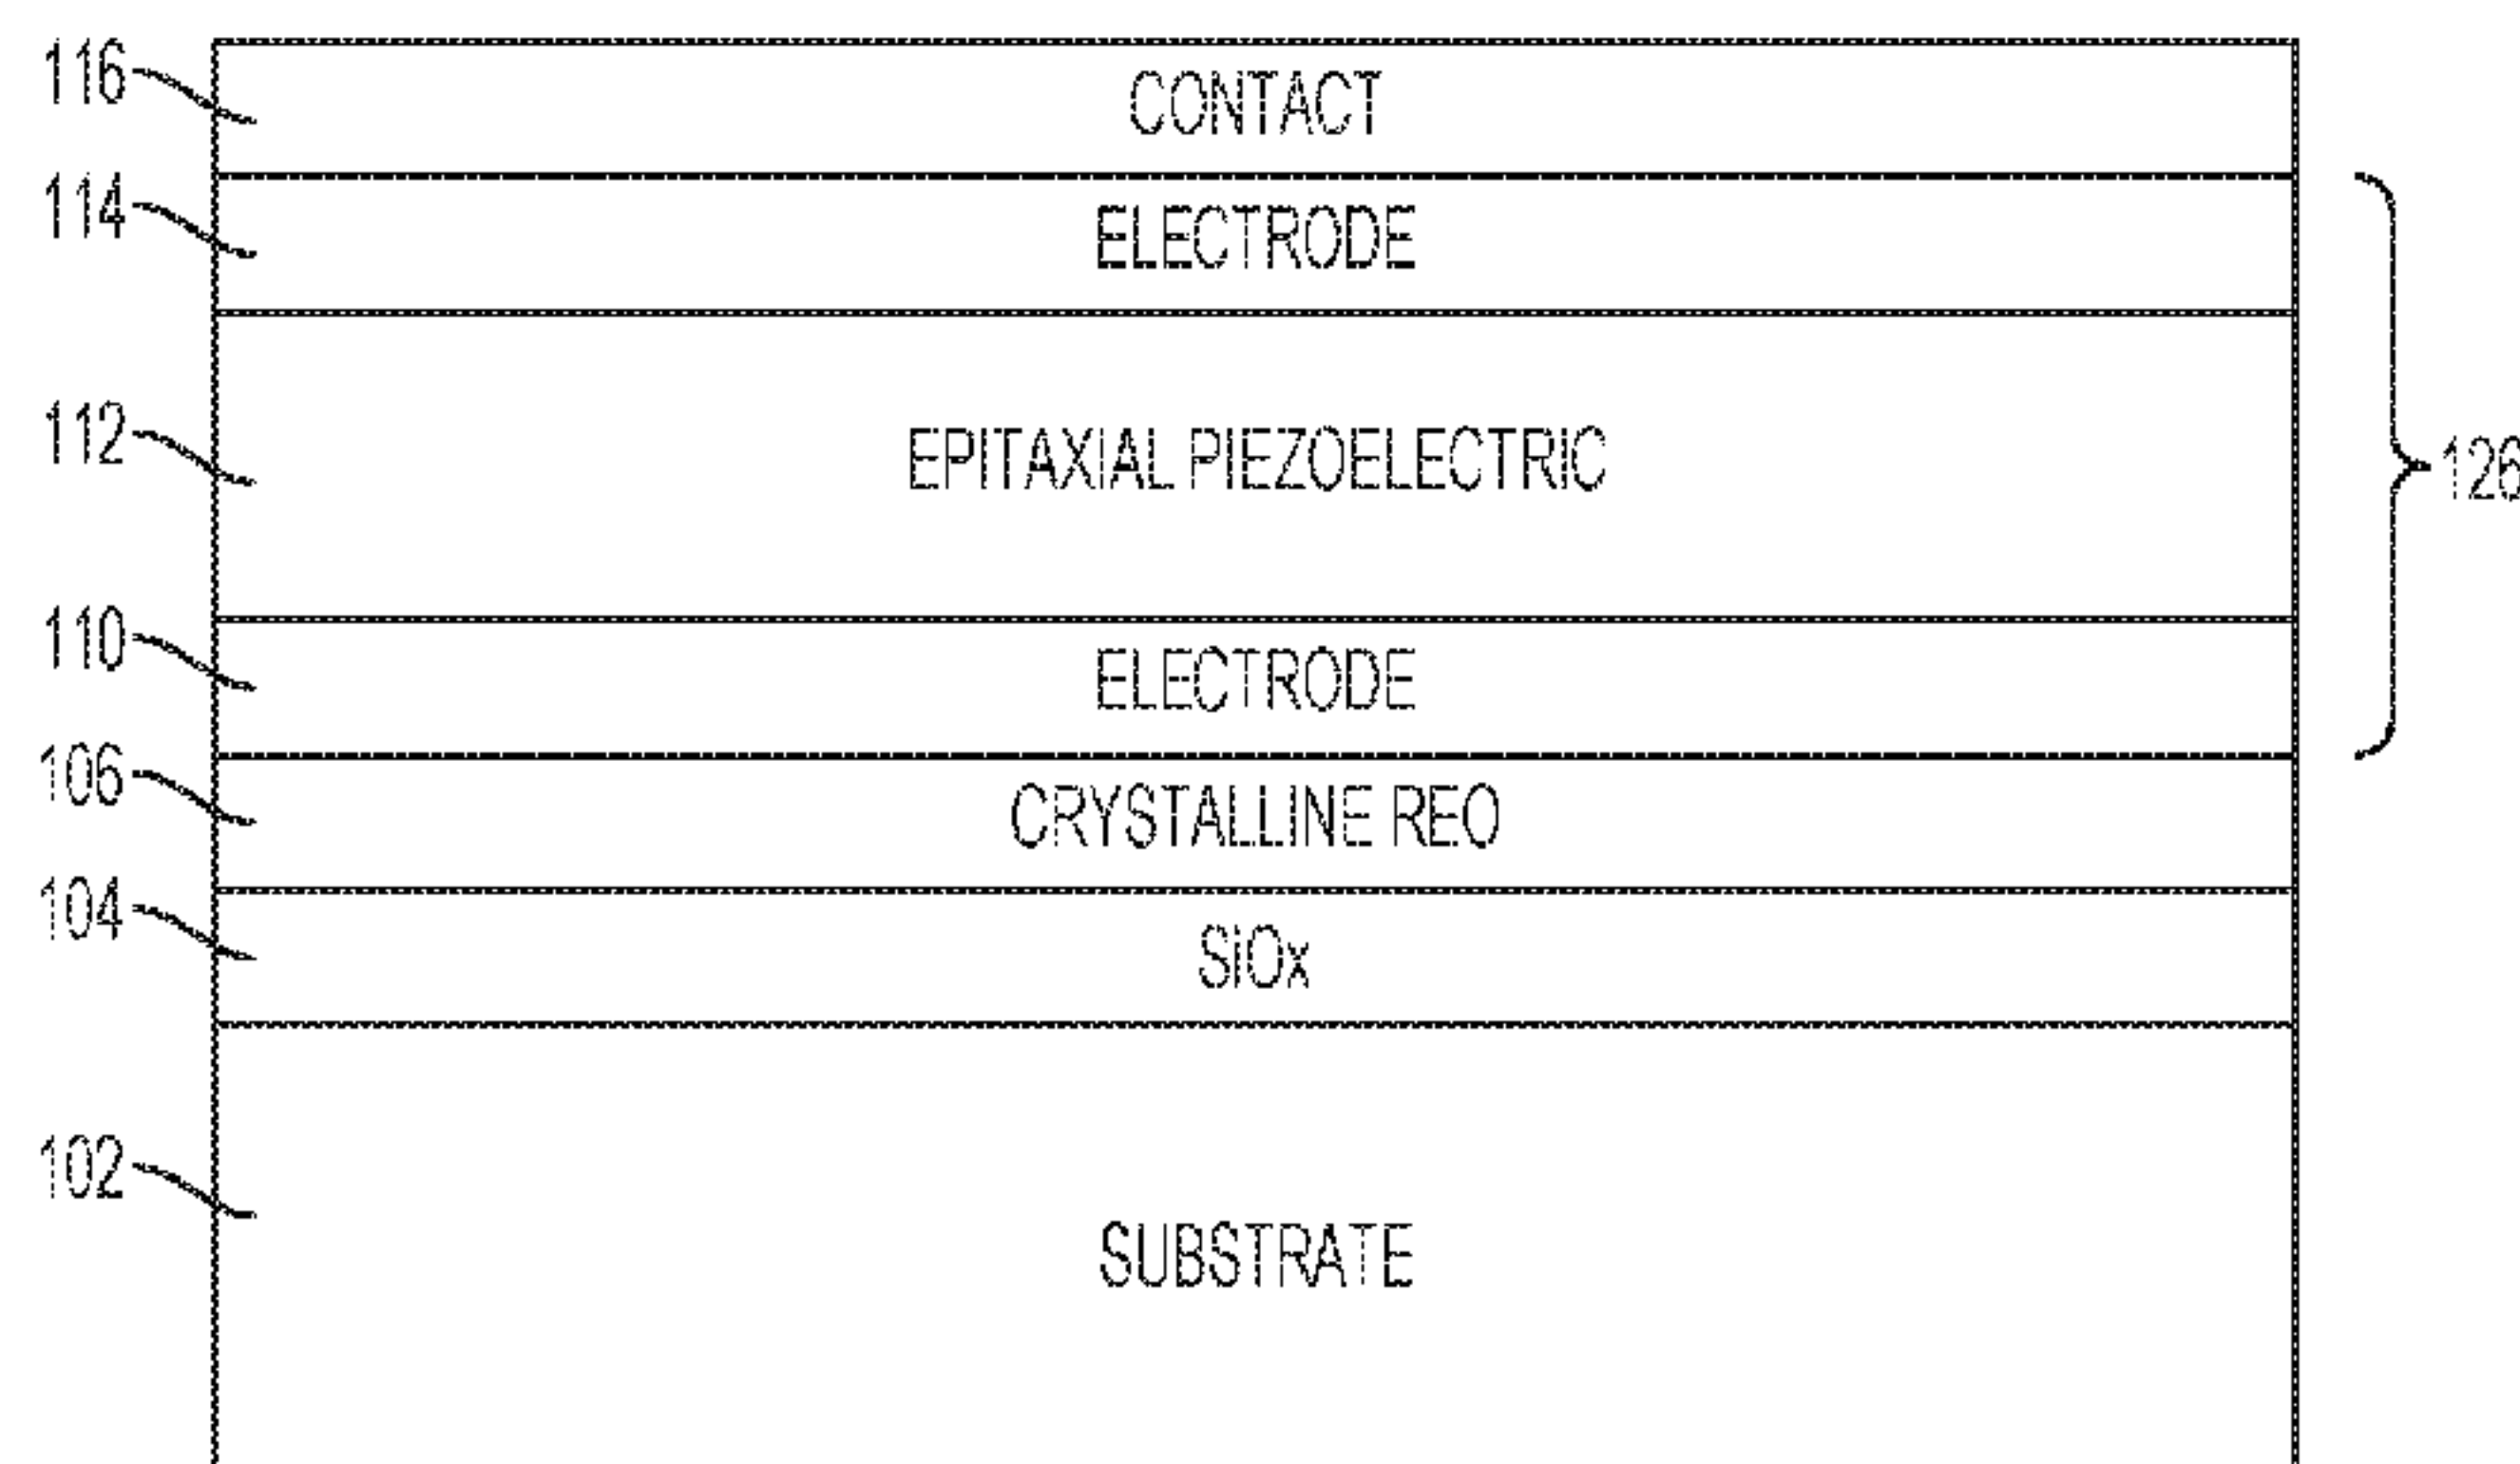 116
CONTACT
114
ELECTRODE
112
EPITAXIAL PIEZOELECTRIC
126
110
ELECTRODE
106
CRYSTALLINE REO
104
SiOx
102
SUBSTRATE